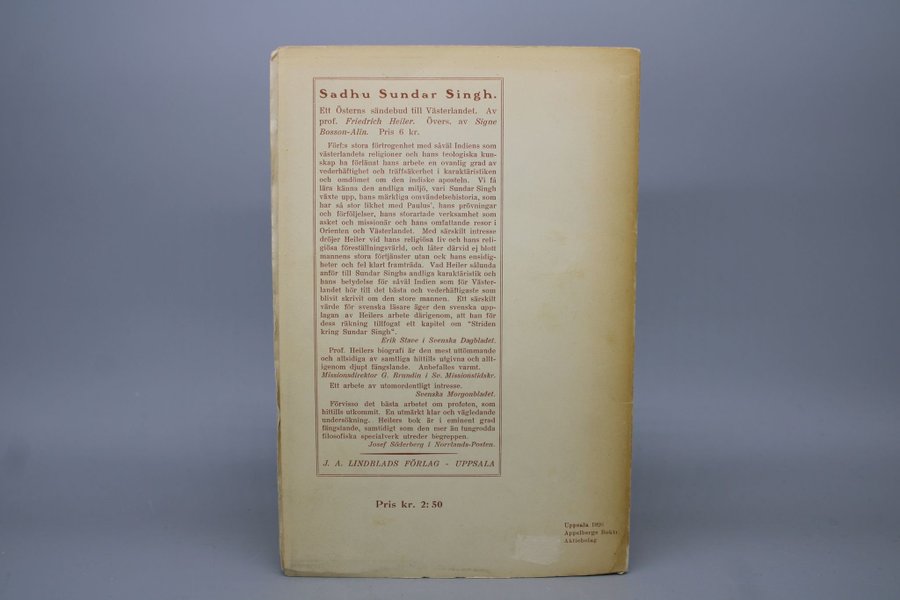 Sadhu Sundar Singh.
Ett Österns sändebud till Västerlandet. Av
prof. Friedrich Heiler. Övers. av Signe
Bosson-Alin. Pris 6 kr.
Förf:s stora förtrogenhet med såväl Indiens som
västerlandets religioner och hans teologiska kun-
skap ha förlänat hans arbete en ovanlig grad av
vederhäftighet och träffsäkerhet i karaktäristiken
och omdömet om den indiske aposteln. Vi få
lära känna den andliga miljö, vari Sundar Singh
växte upp, hans märkliga omvändelsehistoria, som
har så stor likhet med Paulus', hans prövningar
och förföljelser, hans storartade verksamhet som
asket och missionär och hans omfattande resor i
Orienten och Västerlandet. Med särskilt intresse
dröjer Heiler vid hans religiösa liv och hans reli-
giösa föreställningsvärld, och låter därvid ej blott
mannens stora förtjänster utan ock hans ensidig-
heter och fel klart framträda. Vad Heiler sålunda
anför till Sundar Singhs andliga karaktäristik och
hans betydelse för såväl Indien som för Väster-
landet hör till det bästa och vederhäftigaste som
blivit skrivit om den store mannen. Ett särskilt
värde för svenska läsare äger den svenska upp-
lagan av Heilers arbete därigenom, att han för
dess räkning tillfogat ett kapitel om "Striden
kring Sundar Singh".
Erik Stave i Svenska Dagbladet.
Prof. Heilers biografi är den mest uttömmande
och allsidiga av samtliga hittills utgivna och allt-
igenom djupt fängslande. Anbefalles varmt.
Missionsdirektor G. Brundin i Sv. Missionstidskr.
Ett arbete av utomordentligt intresse.
Svenska Morgonbladet.
Förvisso det bästa arbetet om profeten, som
hittills utkommit. En utmärkt klar och vägledande
undersökning. Heilers bok är i eminent grad
fängslande, samtidigt som den mer än tungrodda
filosofiska specialverk utreder begreppen.
Josef Söderberg i Norrlands-Posten.
J. A. LINDBLADS FÖRLAG - UPPSALA
Pris kr. 2: 50
Uppsala
Appelbergs Boktr
Aktiebolag